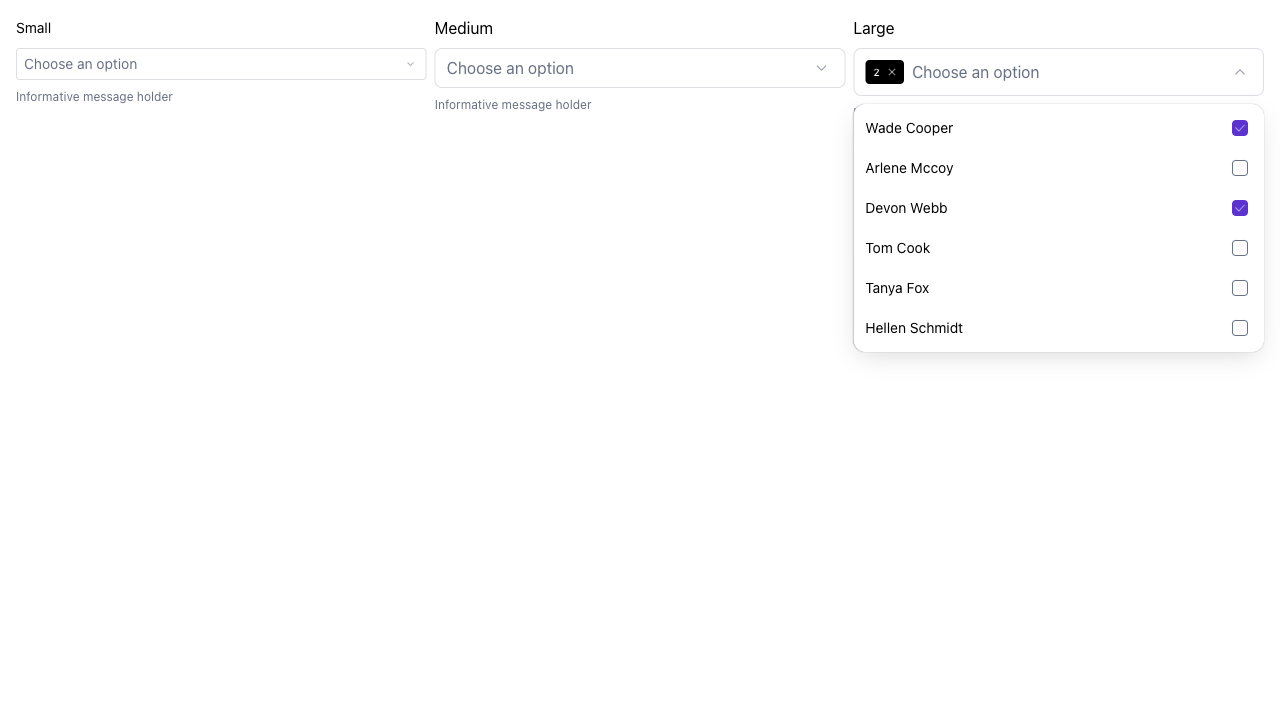 Small
Choose an option
Informative message holder
Medium
Choose an option
Informative message holder
Large
2 Choose an option
Wade Cooper
Arlene Mccoy
Devon Webb
Tom Cook
Tanya Fox
Hellen Schmidt